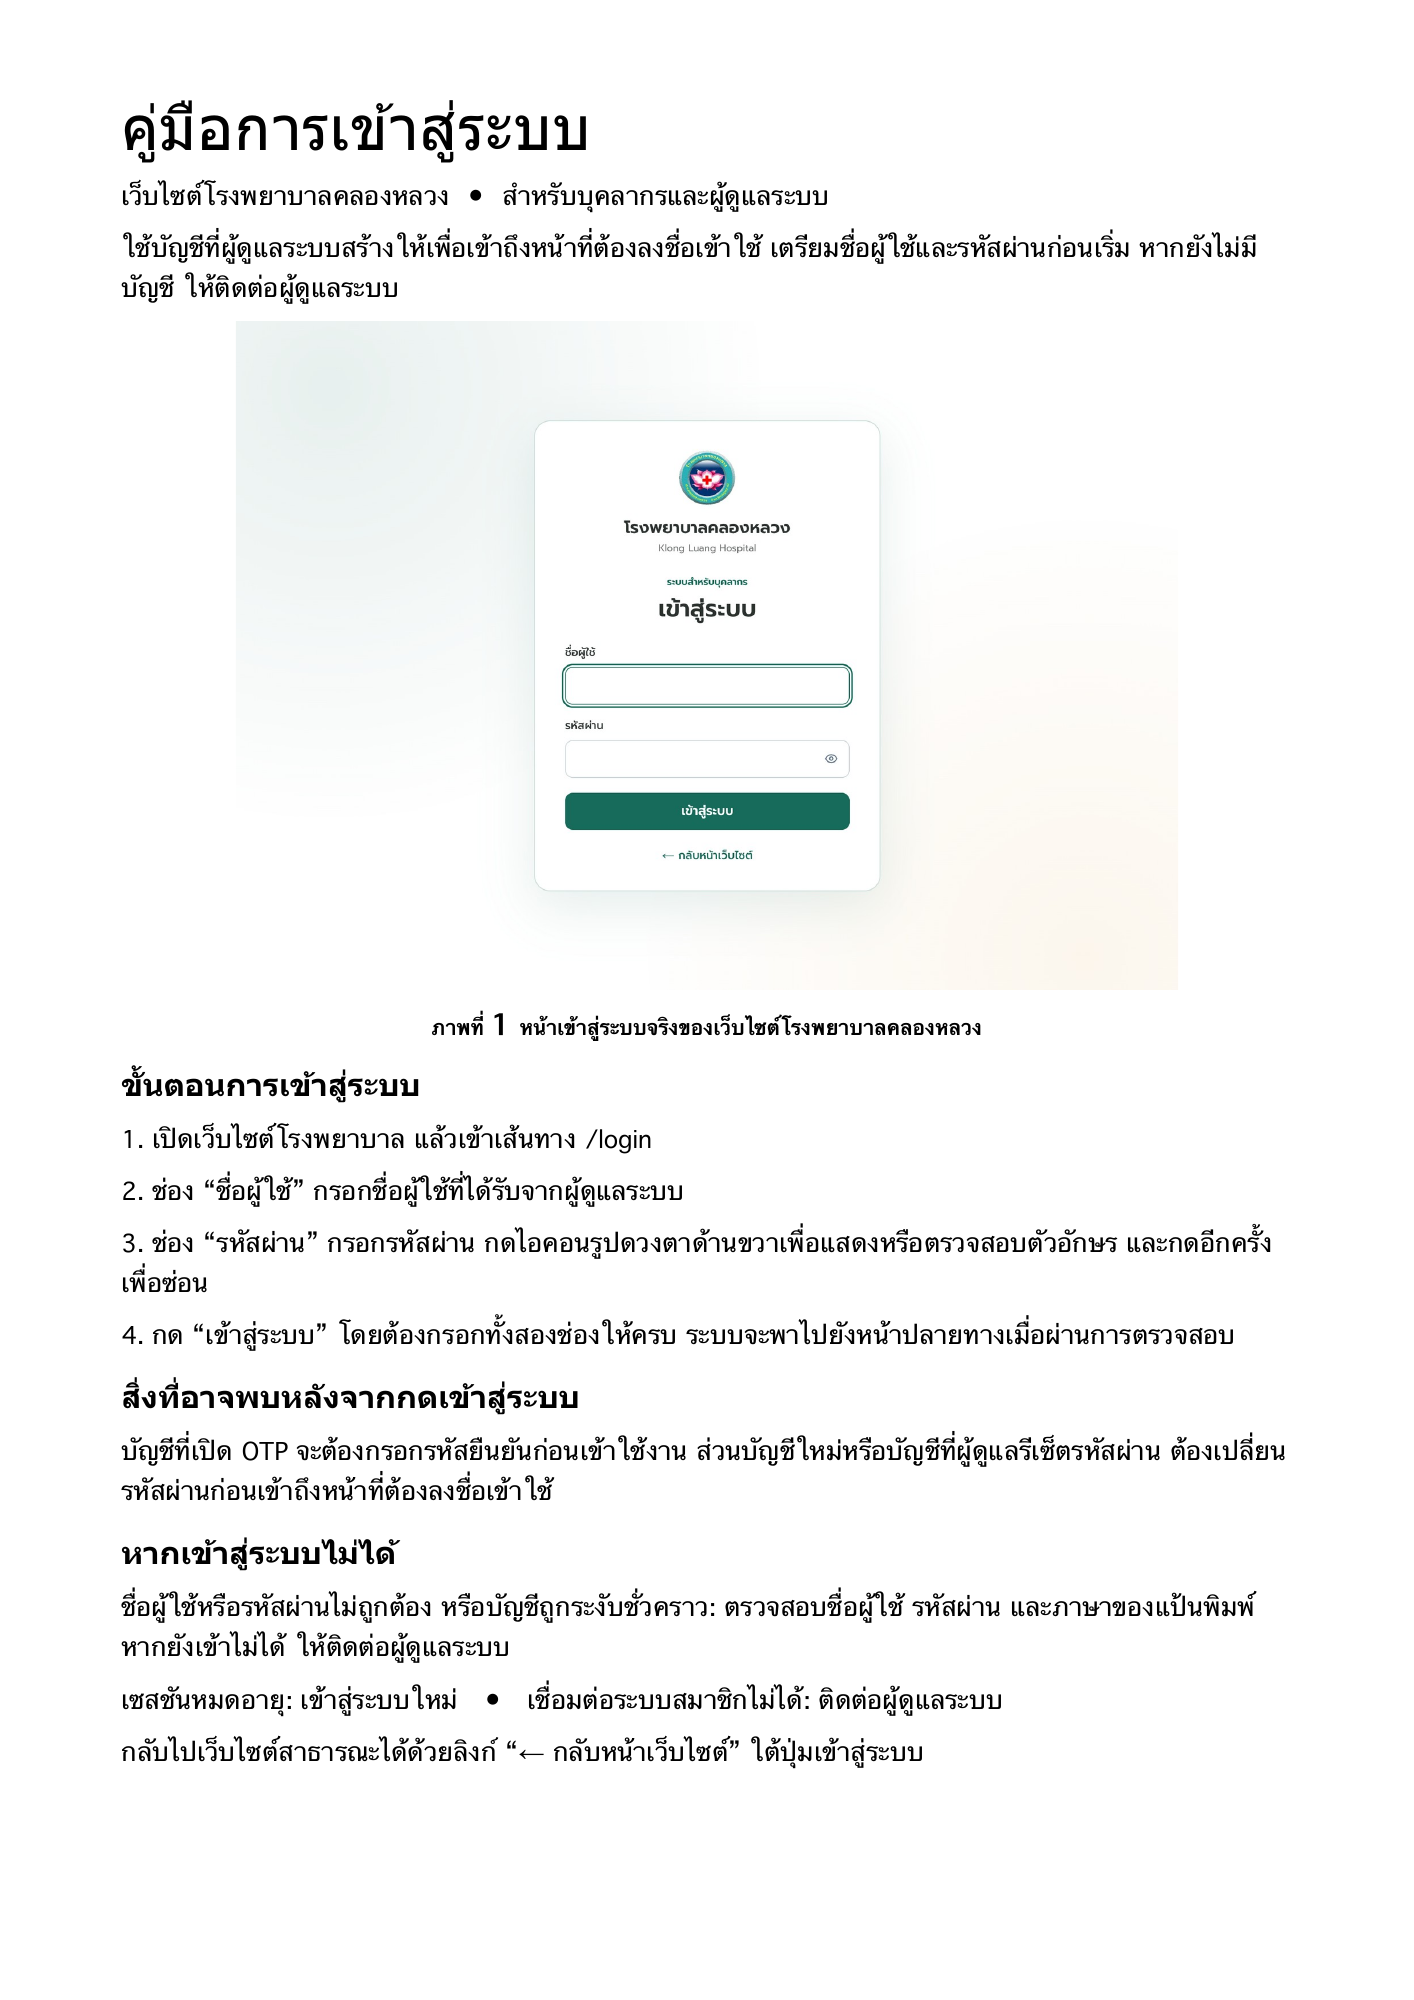 คู่มือการเข้าสู่ระบบ
เว็บไซต์โรงพยาบาลคลองหลวง ● สำหรับบุคลากรและผู้ดูแลระบบ
ใช้บัญชีที่ผู้ดูแลระบบสร้างให้เพื่อเข้าถึงหน้าที่ต้องลงชื่อเข้าใช้ เตรียมชื่อผู้ใช้และรหัสผ่านก่อนเริ่ม หากยังไม่มี
บัญชี ให้ติดต่อผู้ดูแลระบบ
โรงพยาบาลคลองหลวง
Klong Luang Hospital
ระบบสำหรับบุคลากร
เข้าสู่ระบบ
ชื่อผู้ใช้
รหัสผ่าน
เข้าสู่ระบบ
← กลับหน้าเว็บไซต์
ภาพที่ 1 หน้าเข้าสู่ระบบจริงของเว็บไซต์โรงพยาบาลคลองหลวง
ขั้นตอนการเข้าสู่ระบบ
1. เปิดเว็บไซต์โรงพยาบาล แล้วเข้าเส้นทาง /login
2. ช่อง “ชื่อผู้ใช้” กรอกชื่อผู้ใช้ที่ได้รับจากผู้ดูแลระบบ
3. ช่อง “รหัสผ่าน” กรอกรหัสผ่าน กดไอคอนรูปดวงตาด้านขวาเพื่อแสดงหรือตรวจสอบตัวอักษร และกดอีกครั้ง
เพื่อซ่อน
4. กด “เข้าสู่ระบบ” โดยต้องกรอกทั้งสองช่องให้ครบ ระบบจะพาไปยังหน้าปลายทางเมื่อผ่านการตรวจสอบ
สิ่งที่อาจพบหลังจากกดเข้าสู่ระบบ
บัญชีที่เปิด OTP จะต้องกรอกรหัสยืนยันก่อนเข้าใช้งาน ส่วนบัญชีใหม่หรือบัญชีที่ผู้ดูแลรีเซ็ตรหัสผ่าน ต้องเปลี่ยน
รหัสผ่านก่อนเข้าถึงหน้าที่ต้องลงชื่อเข้าใช้
หากเข้าสู่ระบบไม่ได้
ชื่อผู้ใช้หรือรหัสผ่านไม่ถูกต้อง หรือบัญชีถูกระงับชั่วคราว: ตรวจสอบชื่อผู้ใช้ รหัสผ่าน และภาษาของแป้นพิมพ์
หากยังเข้าไม่ได้ ให้ติดต่อผู้ดูแลระบบ
เซสชันหมดอายุ: เข้าสู่ระบบใหม่ ● เชื่อมต่อระบบสมาชิกไม่ได้: ติดต่อผู้ดูแลระบบ
กลับไปเว็บไซต์สาธารณะได้ด้วยลิงก์ “← กลับหน้าเว็บไซต์” ใต้ปุ่มเข้าสู่ระบบ